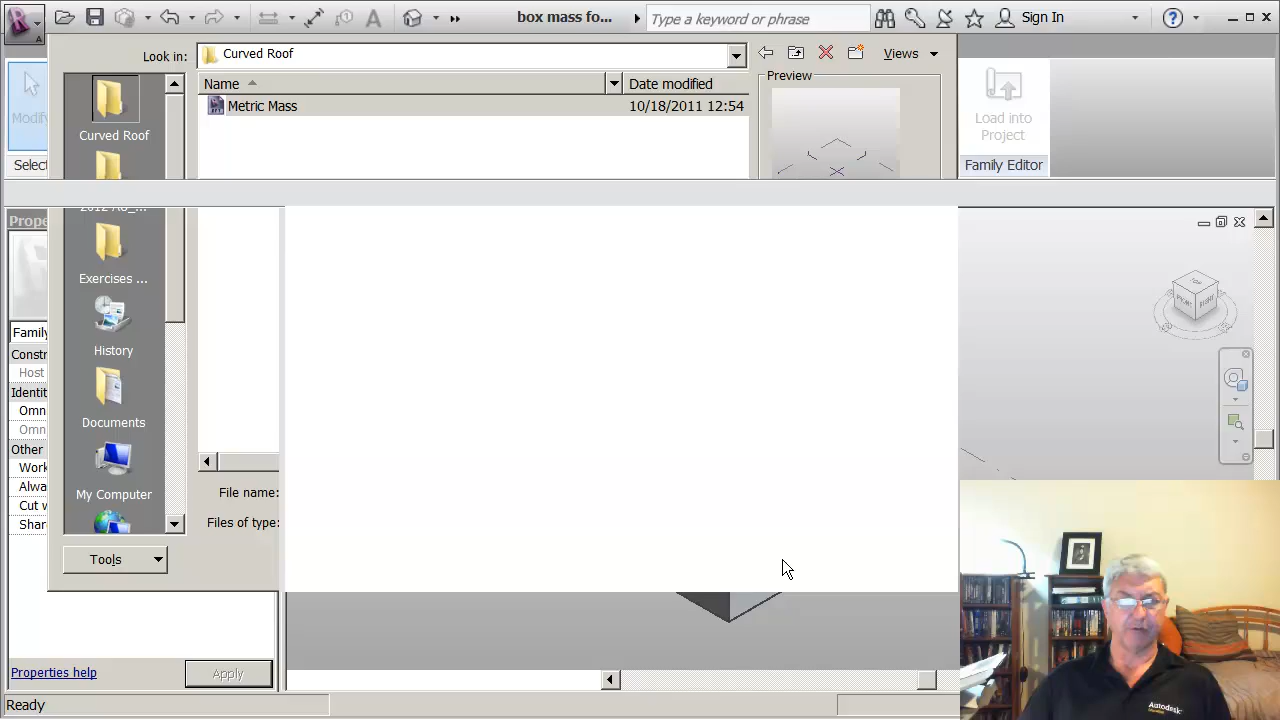 box mass fo...
Type a keyword or phrase
Sign In
Look in:
Curved Roof
Views
Modify
Name
Date modified
Preview
Metric Mass
10/18/2011 12:54
Curved Roof
Load into
Project
Select
Family Editor
Prope
Exercises ...
TOP
History
Family
Constr
Host
Identit
Documents
Omn
Omn
Other
Work
My Computer
Alwa
File name:
Cut w
Files of type:
Shar
Tools
Properties help
Apply
Autodesk
Ready